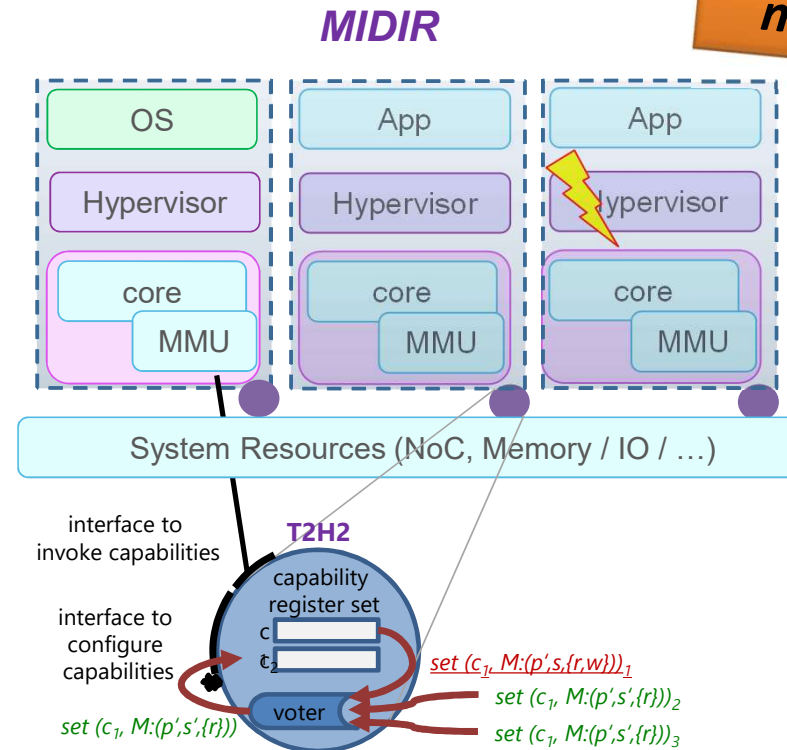 MIDIR
m
OS
App
App
Hypervisor
Hypervisor
ypervisor
core
core
core
MMU
MMU
MMU
System Resources (NoC, Memory / IO / …)
interface to
invoke capabilities
T2H2
capability
register set
interface to
configure
capabilities
c
c₂
set (c₁, M:(p',s,{r,w}))₁
set (c₁, M:(p',s',{r}))₂
voter
set (c₁, M:(p',s',{r}))
set (c₁, M:(p',s',{r}))₃